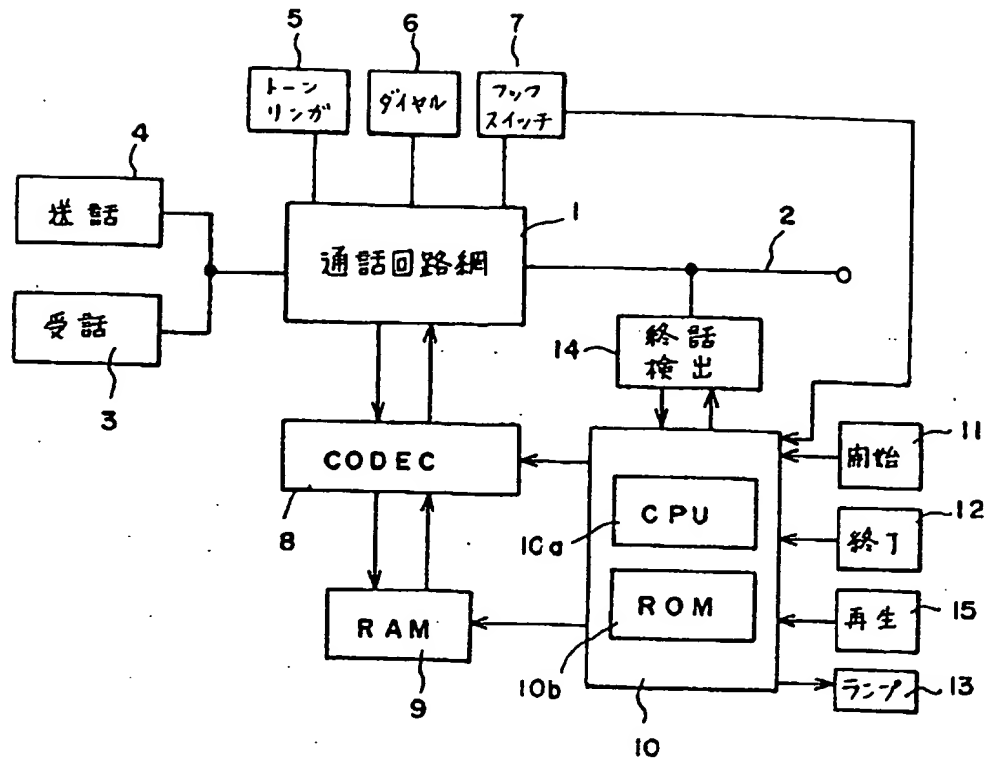 5
6
7
トーン
リンガ
ダイヤル
フック
スイッチ
4
送話
1
2
通話回路網
受話
3
14
終話
検出
11
開始
CODEC
8
CPU
10a
12
終了
ROM
10b
15
再生
RAM
9
ランプ
13
10